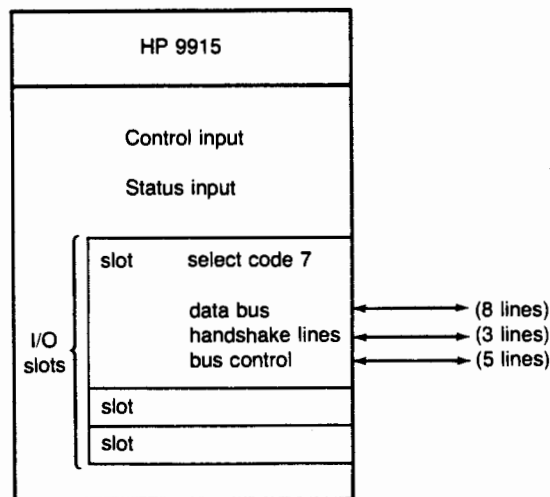 HP 9915
Control input
Status input
slot select code 7
data bus (8 lines)
I/O slots
handshake lines (3 lines)
bus control (5 lines)
slot
slot